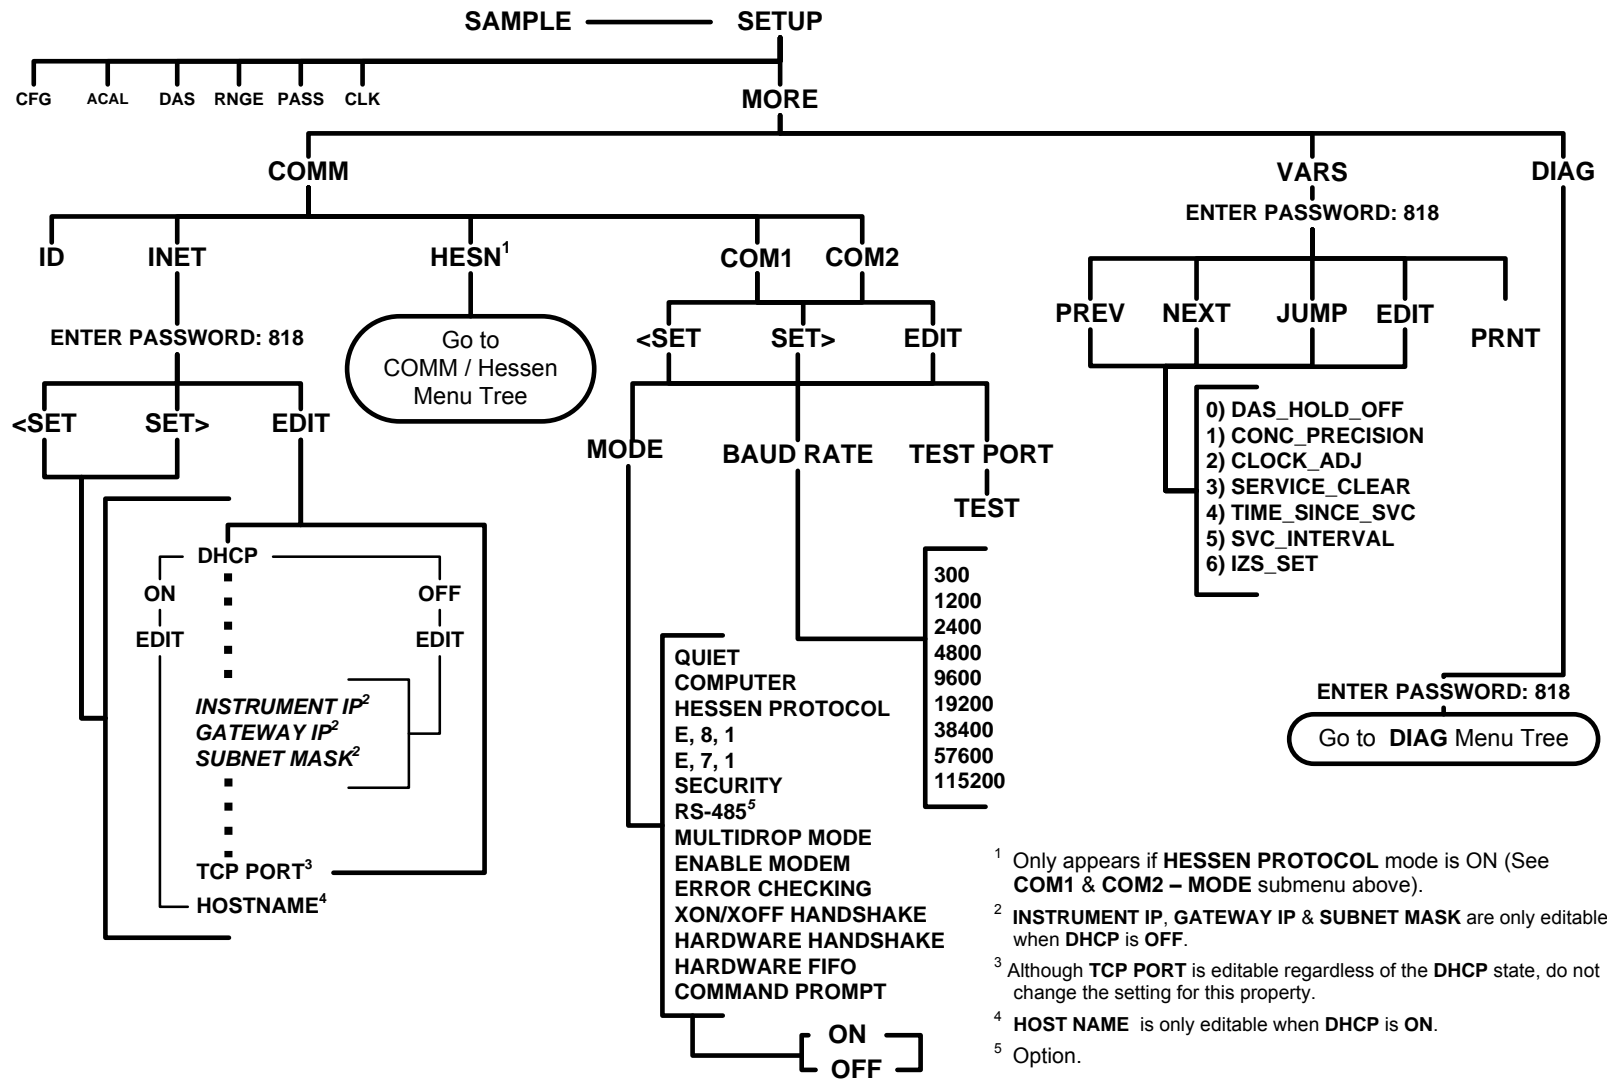 SAMPLE SETUP
CFG ACAL DAS RNGE PASS CLK
MORE
COMM VARS DIAG
ENTER PASSWORD: 818
ID INET HESN1 COM1 COM2
PREV NEXT JUMP EDIT
PRNT
ENTER PASSWORD: 818
Go to
COMM / Hessen
Menu Tree
<SET SET> EDIT
<SET SET> EDIT
MODE BAUD RATE TEST PORT
TEST
0) DAS_HOLD_OFF
1) CONC_PRECISION
2) CLOCK_ADJ
3) SERVICE_CLEAR
4) TIME_SINCE_SVC
5) SVC_INTERVAL
6) IZS_SET
DHCP
ON OFF
EDIT EDIT
INSTRUMENT IP2
GATEWAY IP2
SUBNET MASK2
TCP PORT3
HOSTNAME4
300
1200
2400
4800
9600
19200
38400
57600
115200
QUIET
COMPUTER
HESSEN PROTOCOL
E, 8, 1
E, 7, 1
SECURITY
RS-4855
MULTIDROP MODE
ENABLE MODEM
ERROR CHECKING
XON/XOFF HANDSHAKE
HARDWARE HANDSHAKE
HARDWARE FIFO
COMMAND PROMPT
ON
OFF
ENTER PASSWORD: 818
Go to DIAG Menu Tree
1 Only appears if HESSEN PROTOCOL mode is ON (See
COM1 & COM2 – MODE submenu above).
2 INSTRUMENT IP, GATEWAY IP & SUBNET MASK are only editable
when DHCP is OFF.
3 Although TCP PORT is editable regardless of the DHCP state, do not
change the setting for this property.
4 HOST NAME is only editable when DHCP is ON.
5 Option.